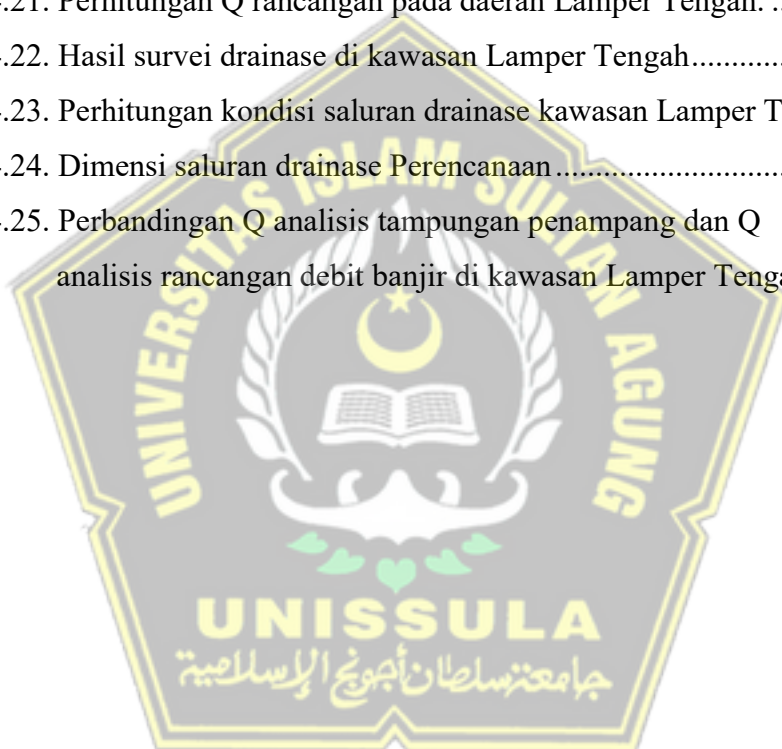 .21. Perhitungan Q rancangan pada daerah Lamper Tengah. ..
.22. Hasil survei drainase di kawasan Lamper Tengah............
.23. Perhitungan kondisi saluran drainase kawasan Lamper T
.24. Dimensi saluran drainase Perencanaan.............................
.25. Perbandingan Q analisis tampungan penampang dan Q
analisis rancangan debit banjir di kawasan Lamper Tenga
UNIVERSITAS ISLAM SULTAN AGUNG
UNISSULA
جامعتنسلطان أجونج الإسلامية